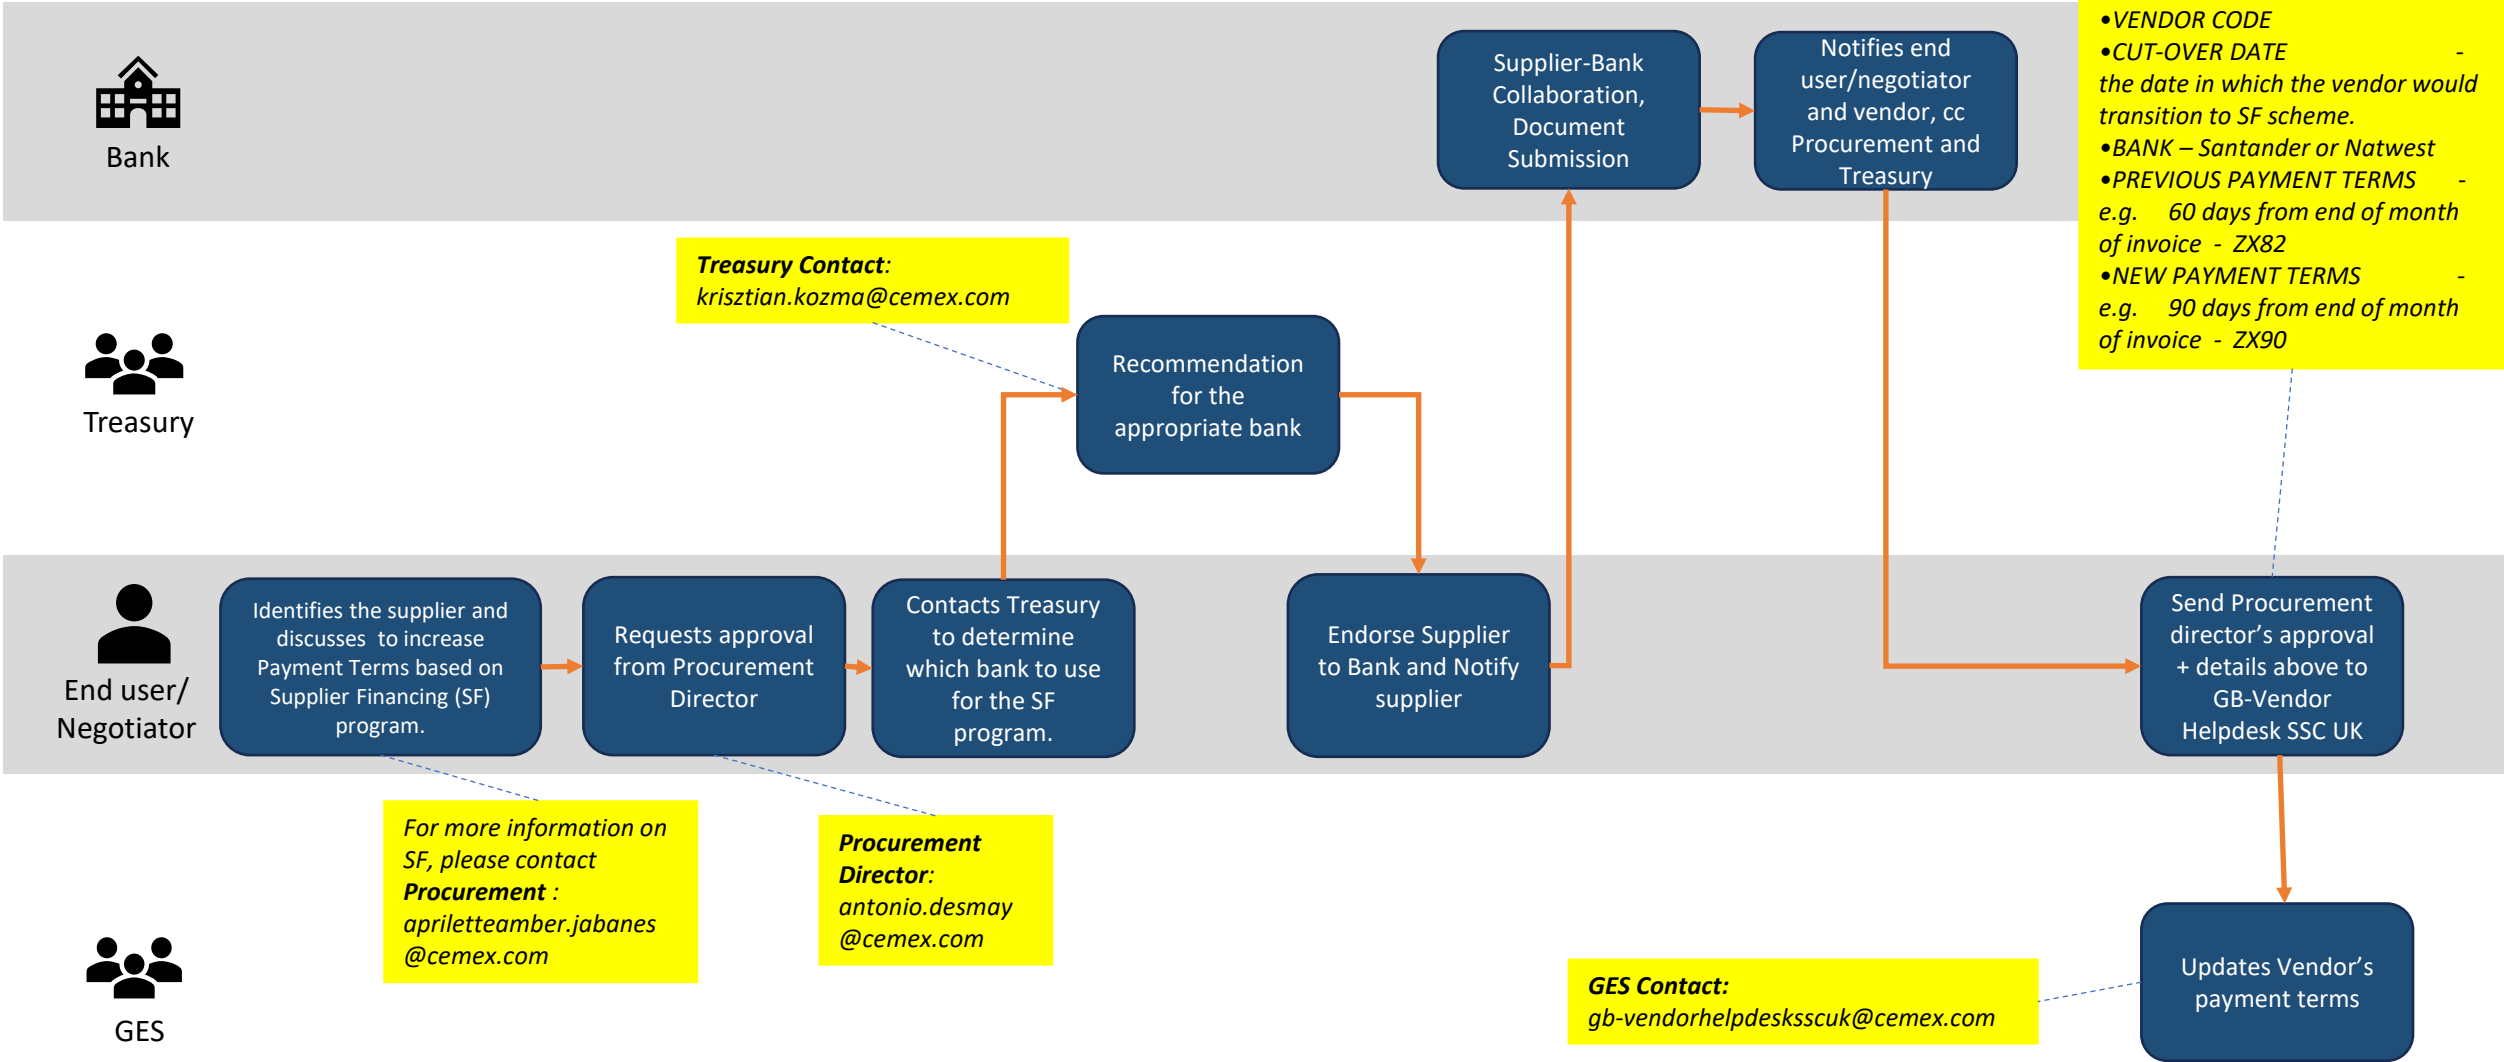 Bank
Supplier-Bank
Collaboration,
Document
Submission
Notifies end
user/negotiator
and vendor, cc
Procurement and
Treasury
•VENDOR CODE
•CUT-OVER DATE -
the date in which the vendor would
transition to SF scheme.
•BANK – Santander or Natwest
•PREVIOUS PAYMENT TERMS -
e.g. 60 days from end of month
of invoice - ZX82
•NEW PAYMENT TERMS -
e.g. 90 days from end of month
of invoice - ZX90
Treasury Contact:
krisztian.kozma@cemex.com
Treasury
Recommendation
for the
appropriate bank
End user/
Negotiator
Identifies the supplier and
discusses to increase
Payment Terms based on
Supplier Financing (SF)
program.
Requests approval
from Procurement
Director
Contacts Treasury
to determine
which bank to use
for the SF
program.
Endorse Supplier
to Bank and Notify
supplier
Send Procurement
director’s approval
+ details above to
GB-Vendor
Helpdesk SSC UK
For more information on
SF, please contact
Procurement :
apriletteamber.jabanes
@cemex.com
Procurement
Director:
antonio.desmay
@cemex.com
GES
GES Contact:
gb-vendorhelpdesksscuk@cemex.com
Updates Vendor’s
payment terms